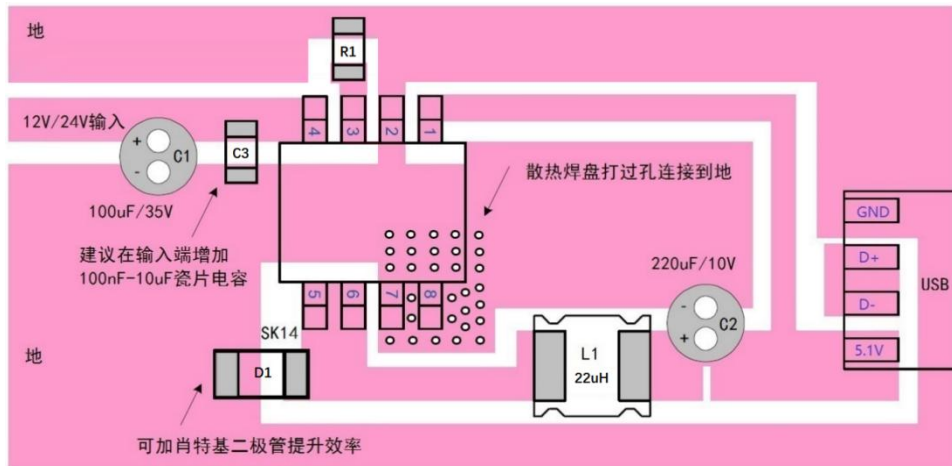 地
R1
12V/24V输入
4
3
2
1
C1
C3
+
-
100uF/35V
散热焊盘打过孔连接到地
建议在输入端增加
100nF-10uF瓷片电容
GND
D+
D-
5.1V
USB
220uF/10V
-
+
C2
5
6
7
8
SK14
L1
22uH
地
D1
可加肖特基二极管提升效率